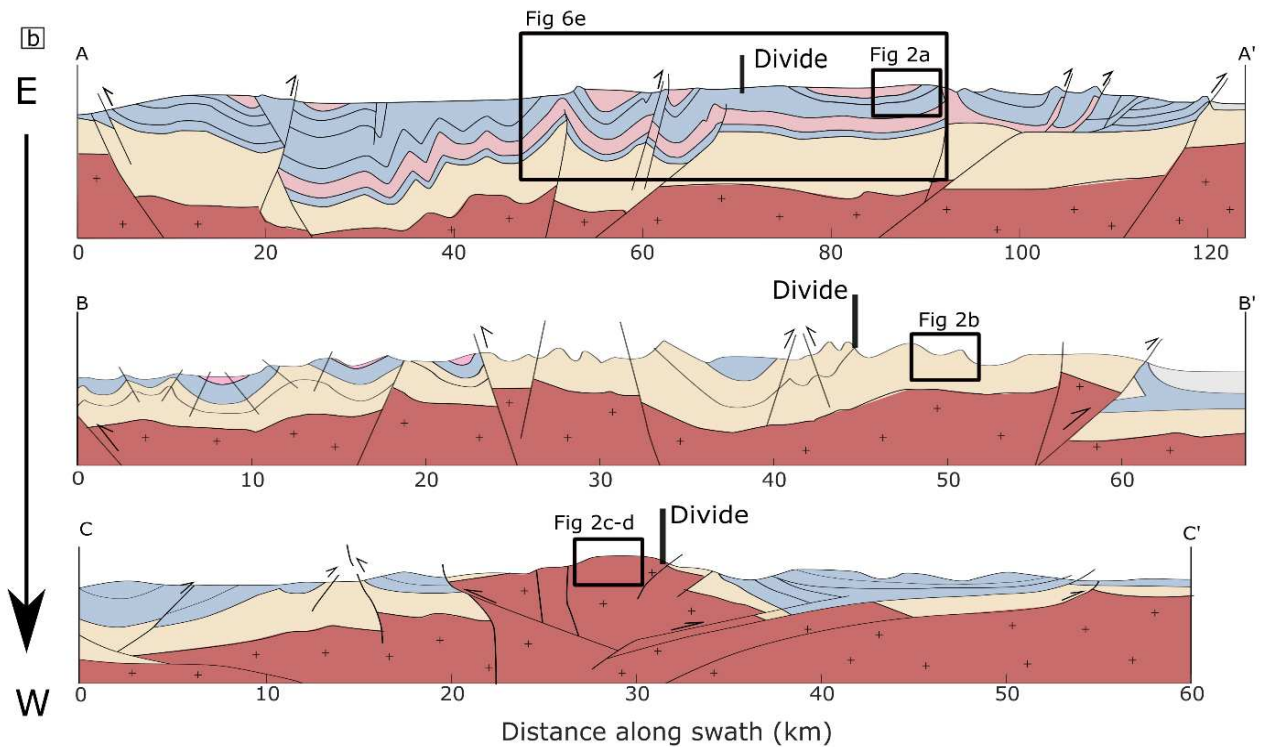 b
E
W
Fig 6e
A
Divide
Fig 2a
A'
0 20 40 60 80 100 120
B
Divide
Fig 2b
B'
0 10 20 30 40 50 60
C
Fig 2c-d
Divide
C'
0 10 20 30 40 50 60
Distance along swath (km)